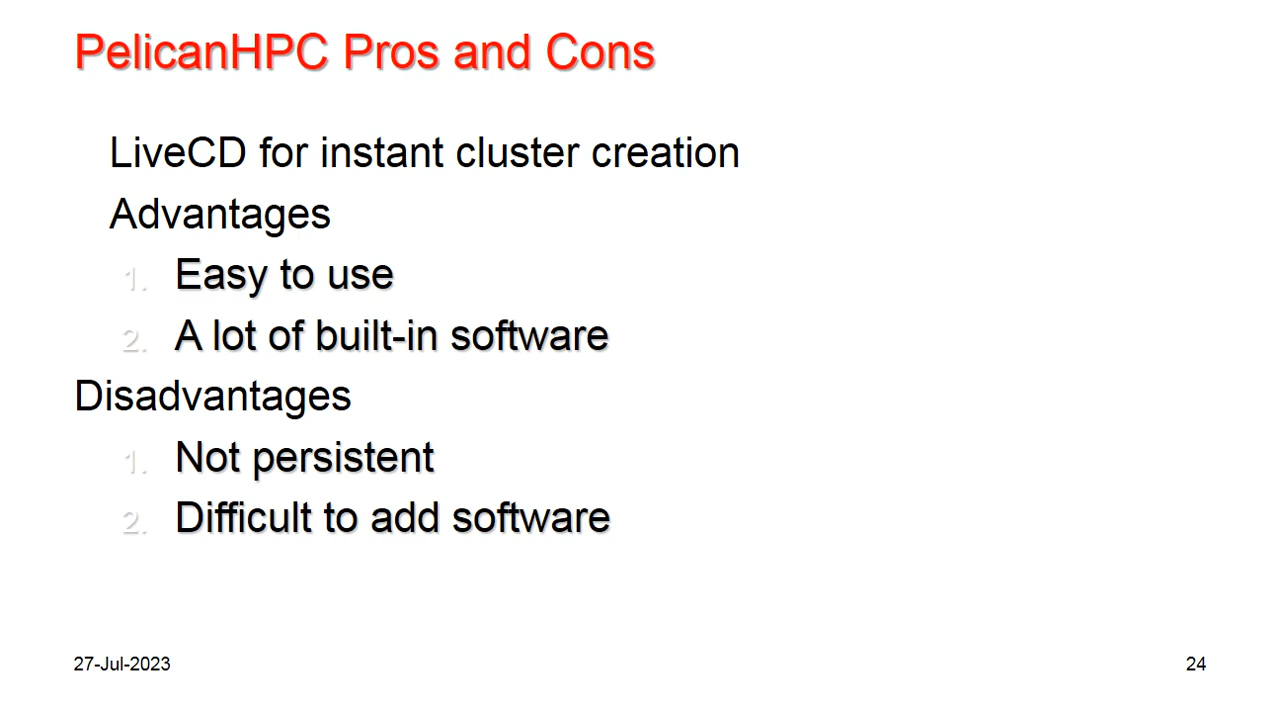 PelicanHPC Pros and Cons
LiveCD for instant cluster creation
Advantages
1. Easy to use
2. A lot of built-in software
Disadvantages
1. Not persistent
2. Difficult to add software
27-Jul-2023
24